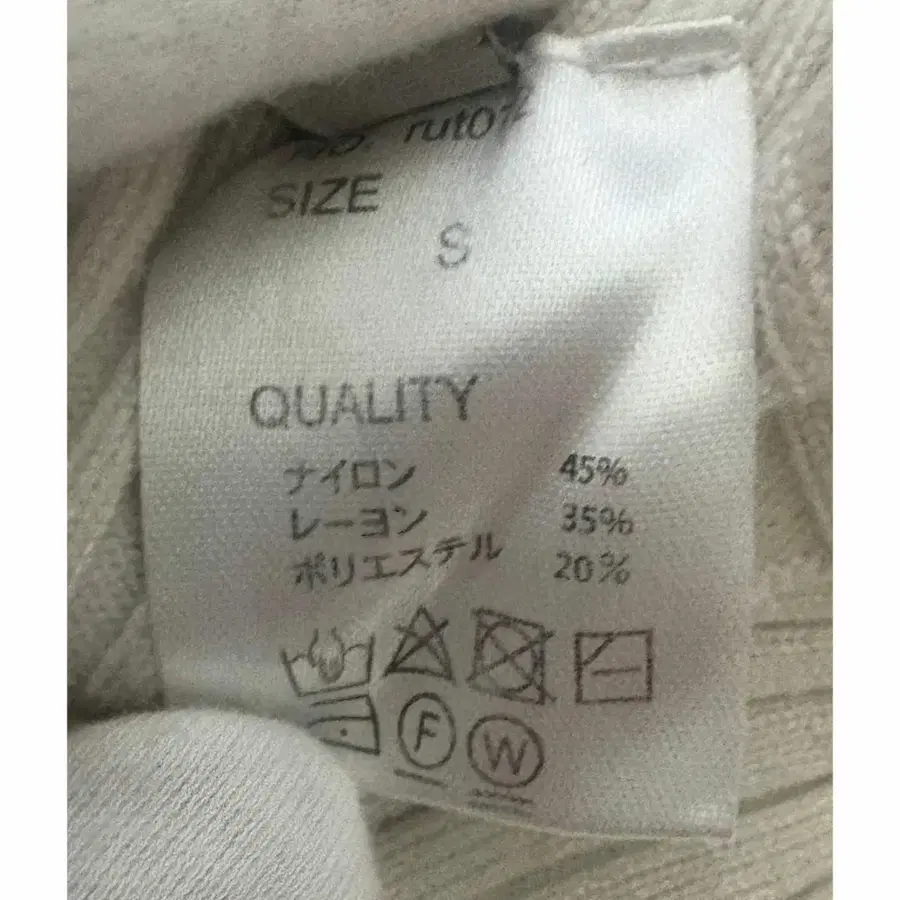 SIZE
S
QUALITY
ナイロン 45%
レーヨン 35%
ポリエステル 20%
F
W